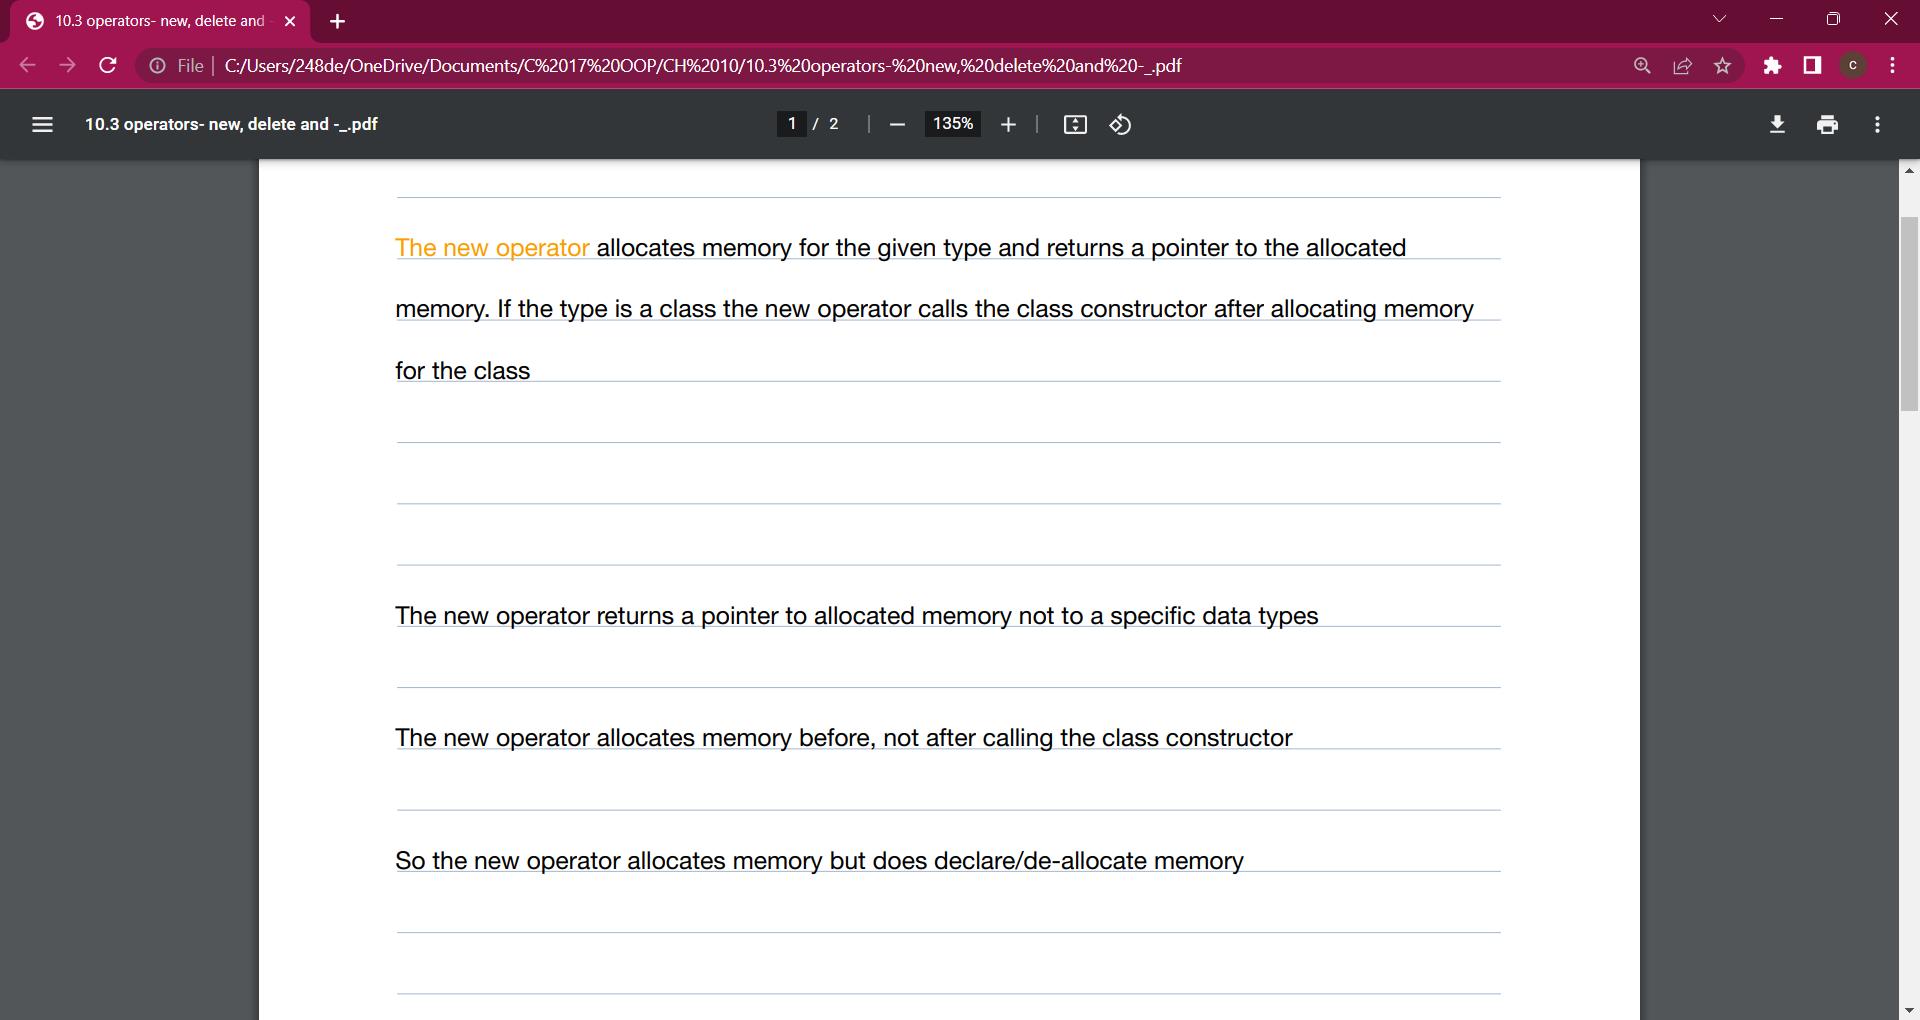 10.3 operators- new, delete and -
File | C:/Users/248de/OneDrive/Documents/C%2017%20OOP/CH%2010/10.3%20operators-%20new,%20delete%20and%20-_.pdf
C
10.3 operators- new, delete and -_.pdf
1 / 2
135%
The new operator allocates memory for the given type and returns a pointer to the allocated
memory. If the type is a class the new operator calls the class constructor after allocating memory
for the class
The new operator returns a pointer to allocated memory not to a specific data types
The new operator allocates memory before, not after calling the class constructor
So the new operator allocates memory but does declare/de-allocate memory